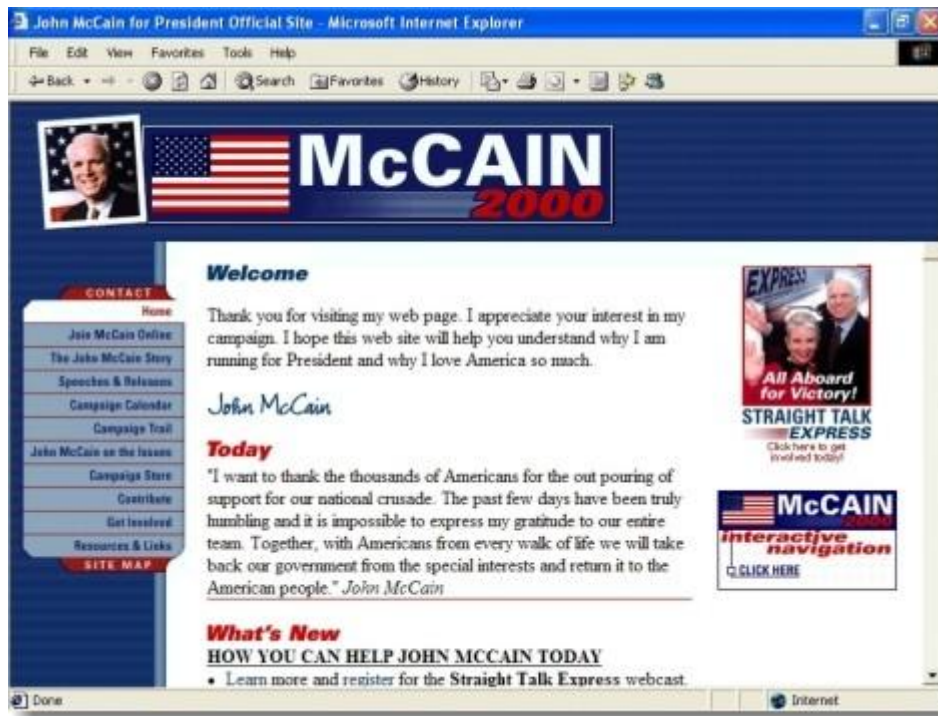 John McCain for President Official Site - Microsoft Internet Explorer
File Edit View Favorites Tools Help
Back Search Favorites History
McCAIN
2000
CONTACT
Home
Join McCain Online
The John McCain Story
Speeches & Releases
Campaign Calendar
Campaign Trail
John McCain on the Issues
Campaign Store
Contribute
Get Involved
Resources & Links
SITE MAP
Welcome
Thank you for visiting my web page. I appreciate your interest in my
campaign. I hope this web site will help you understand why I am
running for President and why I love America so much.
John McCain
Today
"I want to thank the thousands of Americans for the out pouring of
support for our national crusade. The past few days have been truly
humbling and it is impossible to express my gratitude to our entire
team. Together, with Americans from every walk of life we will take
back our government from the special interests and return it to the
American people." John McCain
What's New
HOW YOU CAN HELP JOHN MCCAIN TODAY
• Learn more and register for the Straight Talk Express webcast.
EXPRESS
All Aboard
for Victory!
STRAIGHT TALK
EXPRESS
Click here to get
involved today!
McCAIN
2000
interactive
navigation
CLICK HERE
Done Internet